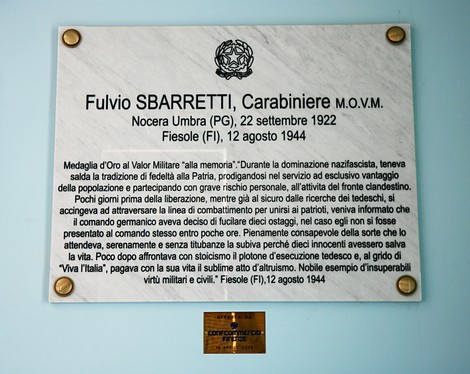 Fulvio SBARRETTI, Carabiniere M.O.V.M.
Nocera Umbra (PG), 22 settembre 1922
Fiesole (FI), 12 agosto 1944
Medaglia d'Oro al Valor Militare "alla memoria"."Durante la dominazione nazifascista, teneva
salda la tradizione di fedeltà alla Patria, prodigandosi nel servizio ad esclusivo vantaggio
della popolazione e partecipando con grave rischio personale, all'attività del fronte clandestino.
Pochi giorni prima della liberazione, mentre già al sicuro dalle ricerche dei tedeschi, si
accingeva ad attraversare la linea di combattimento per unirsi ai patrioti, veniva informato che
il comando germanico aveva deciso di fucilare dieci ostaggi, nel caso egli non si fosse
presentato al comando stesso entro poche ore. Pienamente consapevole della sorte che lo
attendeva, serenamente e senza titubanze la subiva perché dieci innocenti avessero salva
la vita. Poco dopo affrontava con stoicismo il plotone d'esecuzione tedesco e, al grido di
"Viva l'Italia", pagava con la sua vita il sublime atto d'altruismo. Nobile esempio d'insuperabili
virtù militari e civili." Fiesole (FI),12 agosto 1944
CONFCOMMERCIO
FIRENZE